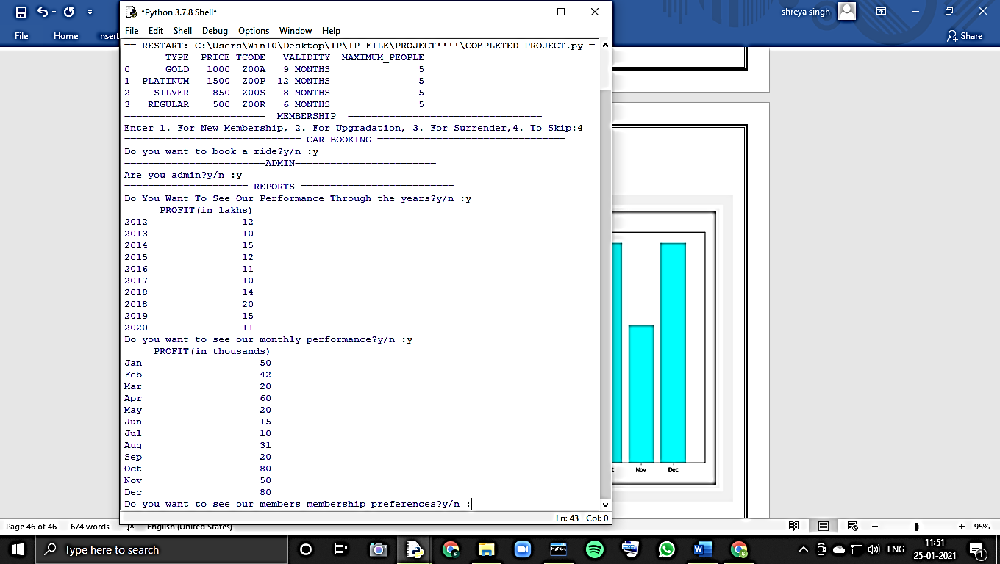 shreya singh
File Home Insert
Share
*Python 3.7.8 Shell*
File Edit Shell Debug Options Window Help
== RESTART: C:\Users\Win10\Desktop\IP\IP FILE\PROJECT!!!!\COMPLETED_PROJECT.py =
TYPE PRICE TCODE VALIDITY MAXIMUM_PEOPLE
0 GOLD 1000 Z00A 9 MONTHS 5
1 PLATINUM 1500 Z00P 12 MONTHS 5
2 SILVER 850 Z00S 8 MONTHS 5
3 REGULAR 500 Z00R 6 MONTHS 5
======================== MEMBERSHIP =================================
Enter 1. For New Membership, 2. For Upgradation, 3. For Surrender,4. To Skip:4
============================== CAR BOOKING ================================
Do you want to book a ride?y/n :y
========================ADMIN========================
Are you admin?y/n :y
===================== REPORTS ==========================
Do You Want To See Our Performance Through the years?y/n :y
PROFIT(in lakhs)
2012 12
2013 10
2014 15
2015 12
2016 11
2017 10
2018 14
2018 20
2019 15
2020 11
Do you want to see our monthly performance?y/n :y
PROFIT(in thousands)
Jan 50
Feb 42
Mar 20
Apr 60
May 20
Jun 15
Jul 10
Aug 31
Sep 20
Oct 80
Nov 50
Dec 80
Do you want to see our members membership preferences?y/n :
Ln: 43 Col: 0
Nov Dec
Page 46 of 46 674 words English (United States) 95%
Type here to search
MySQL
ENG
11:51
25-01-2021
1